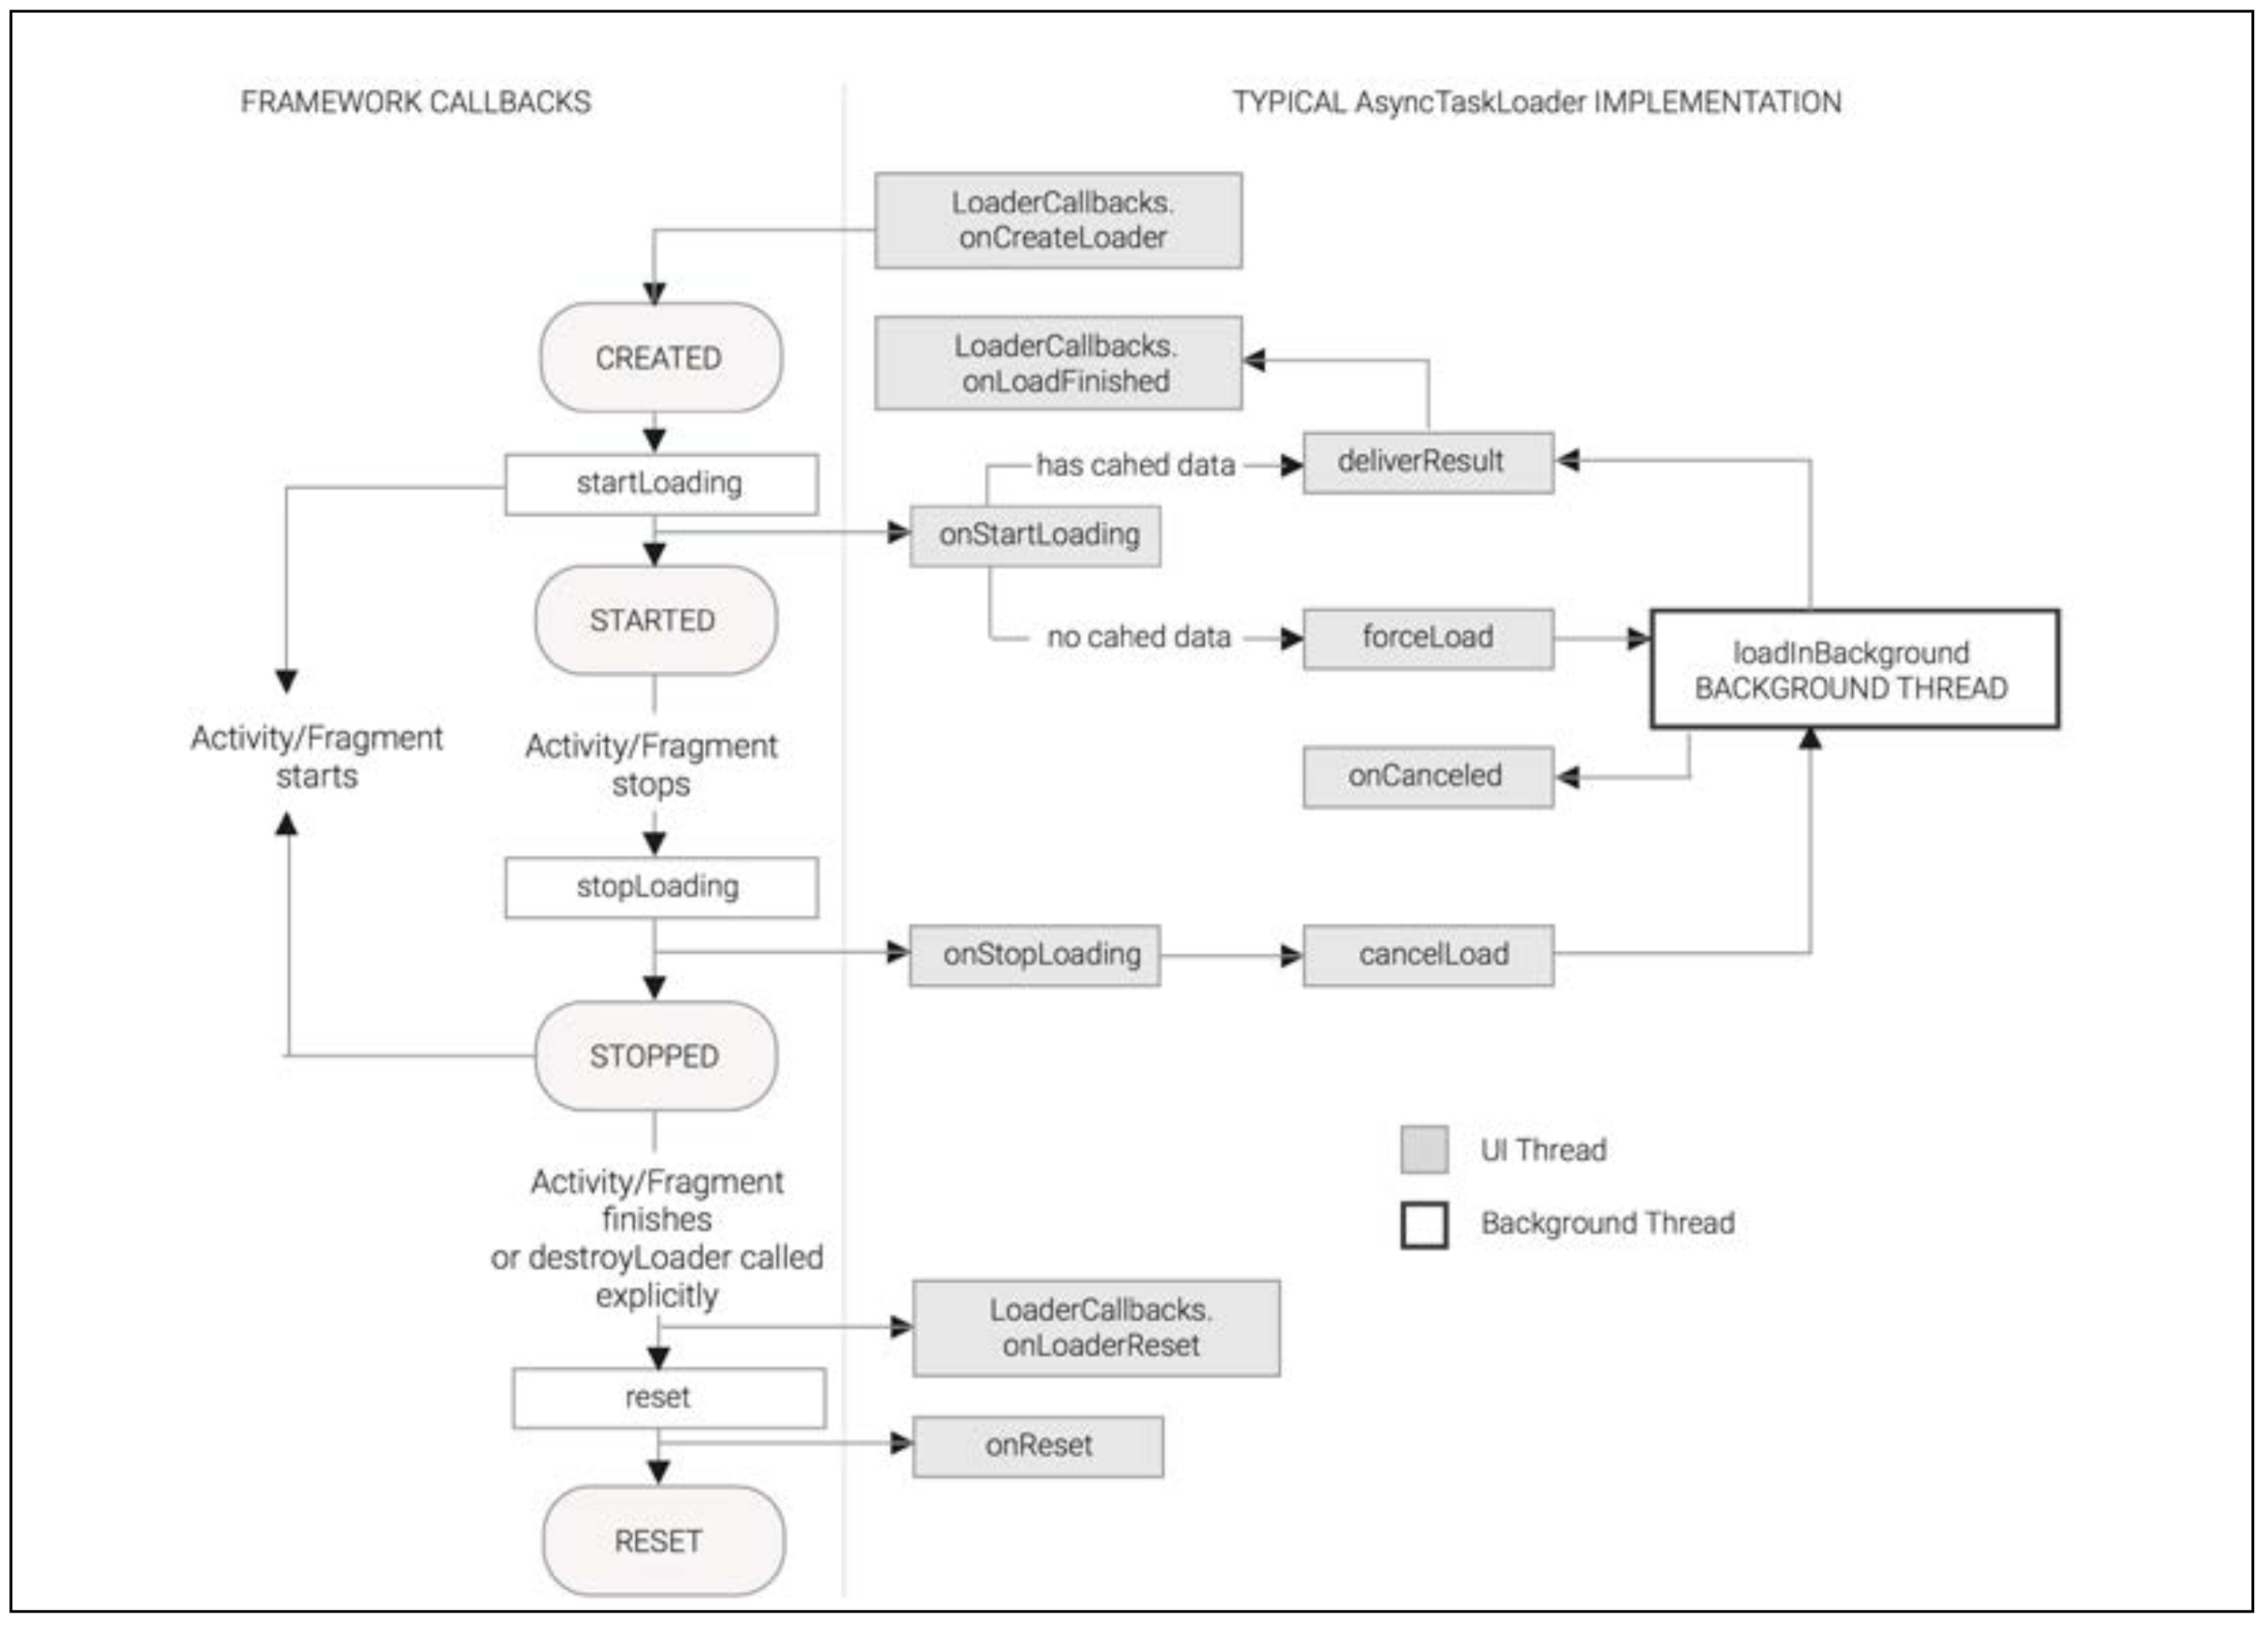 FRAMEWORK CALLBACKS
TYPICAL AsyncTaskLoader IMPLEMENTATION
LoaderCallbacks.
onCreateLoader
CREATED
LoaderCallbacks.
onLoadFinished
startLoading
has cahed data
deliverResult
onStartLoading
STARTED
no cahed data
forceLoad
loadInBackground
BACKGROUND THREAD
Activity/Fragment
starts
Activity/Fragment
stops
onCanceled
stopLoading
onStopLoading
cancelLoad
STOPPED
UI Thread
Background Thread
Activity/Fragment
finishes
or destroyLoader called
explicitly
LoaderCallbacks.
onLoaderReset
reset
onReset
RESET